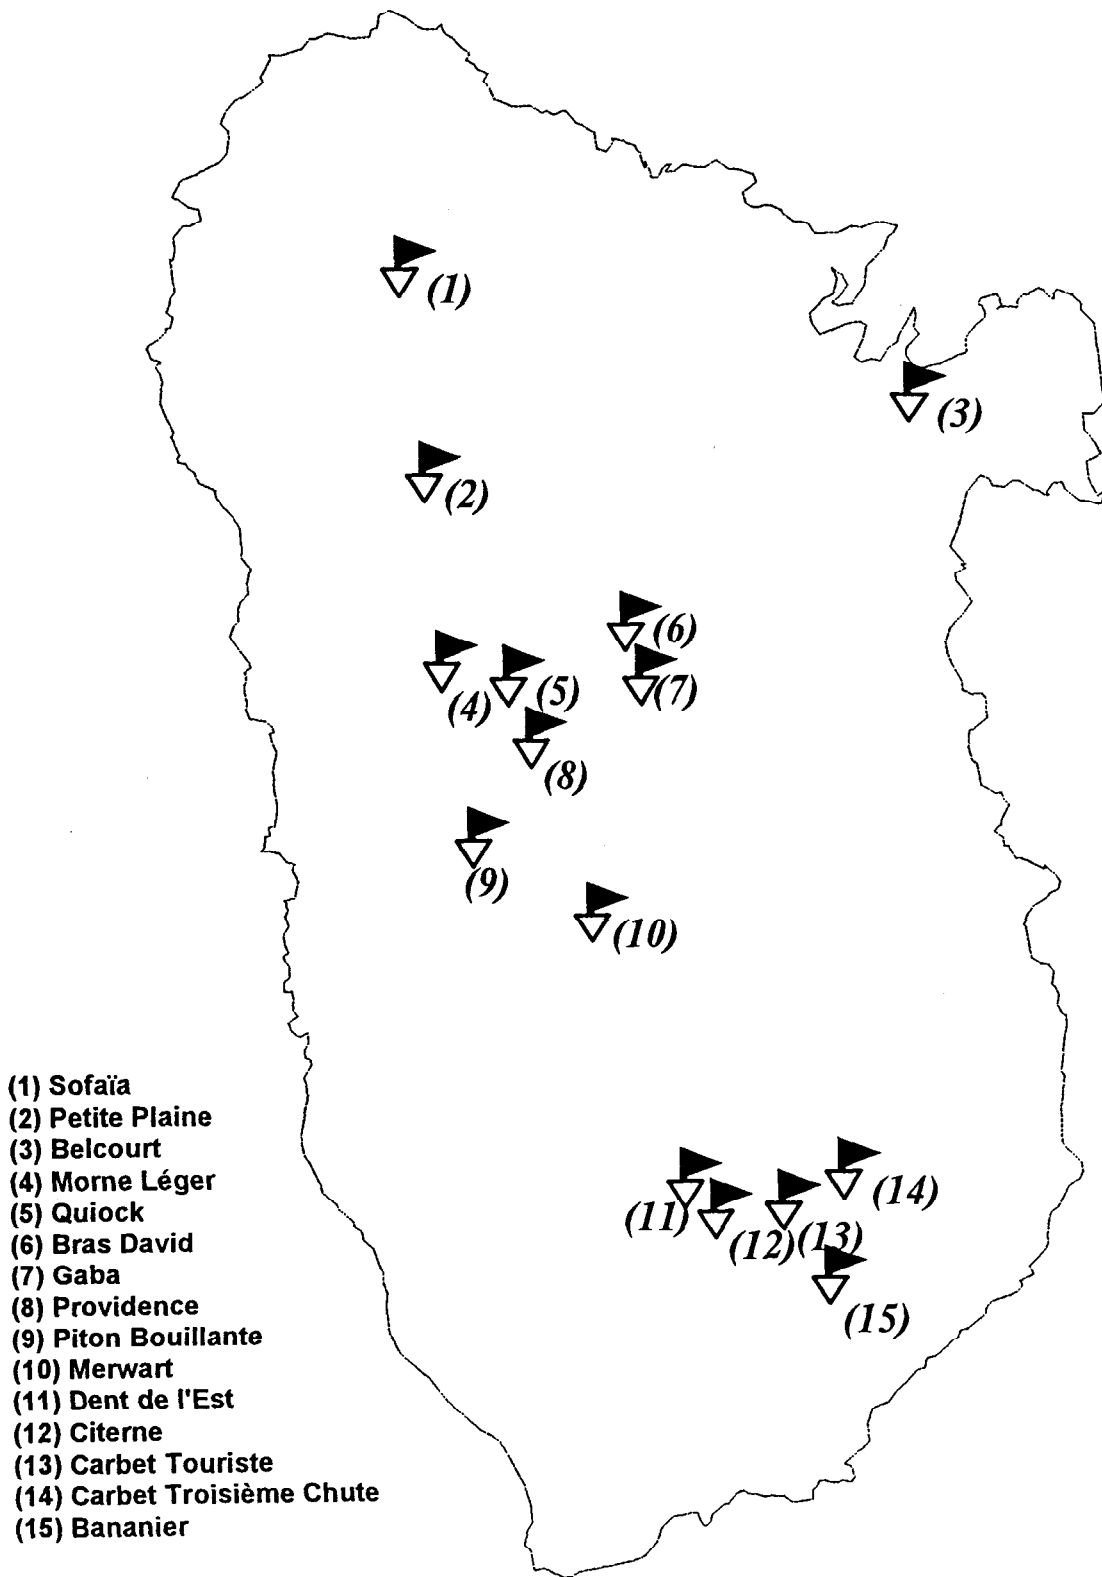 (1)
(3)
(2)
(6)
(4)
(5)
(7)
(8)
(9)
(10)
(11)
(12)
(13)
(14)
(15)
(1) Sofaïa
(2) Petite Plaine
(3) Belcourt
(4) Morne Léger
(5) Quiock
(6) Bras David
(7) Gaba
(8) Providence
(9) Piton Bouillante
(10) Merwart
(11) Dent de l'Est
(12) Citerne
(13) Carbet Touriste
(14) Carbet Troisième Chute
(15) Bananier